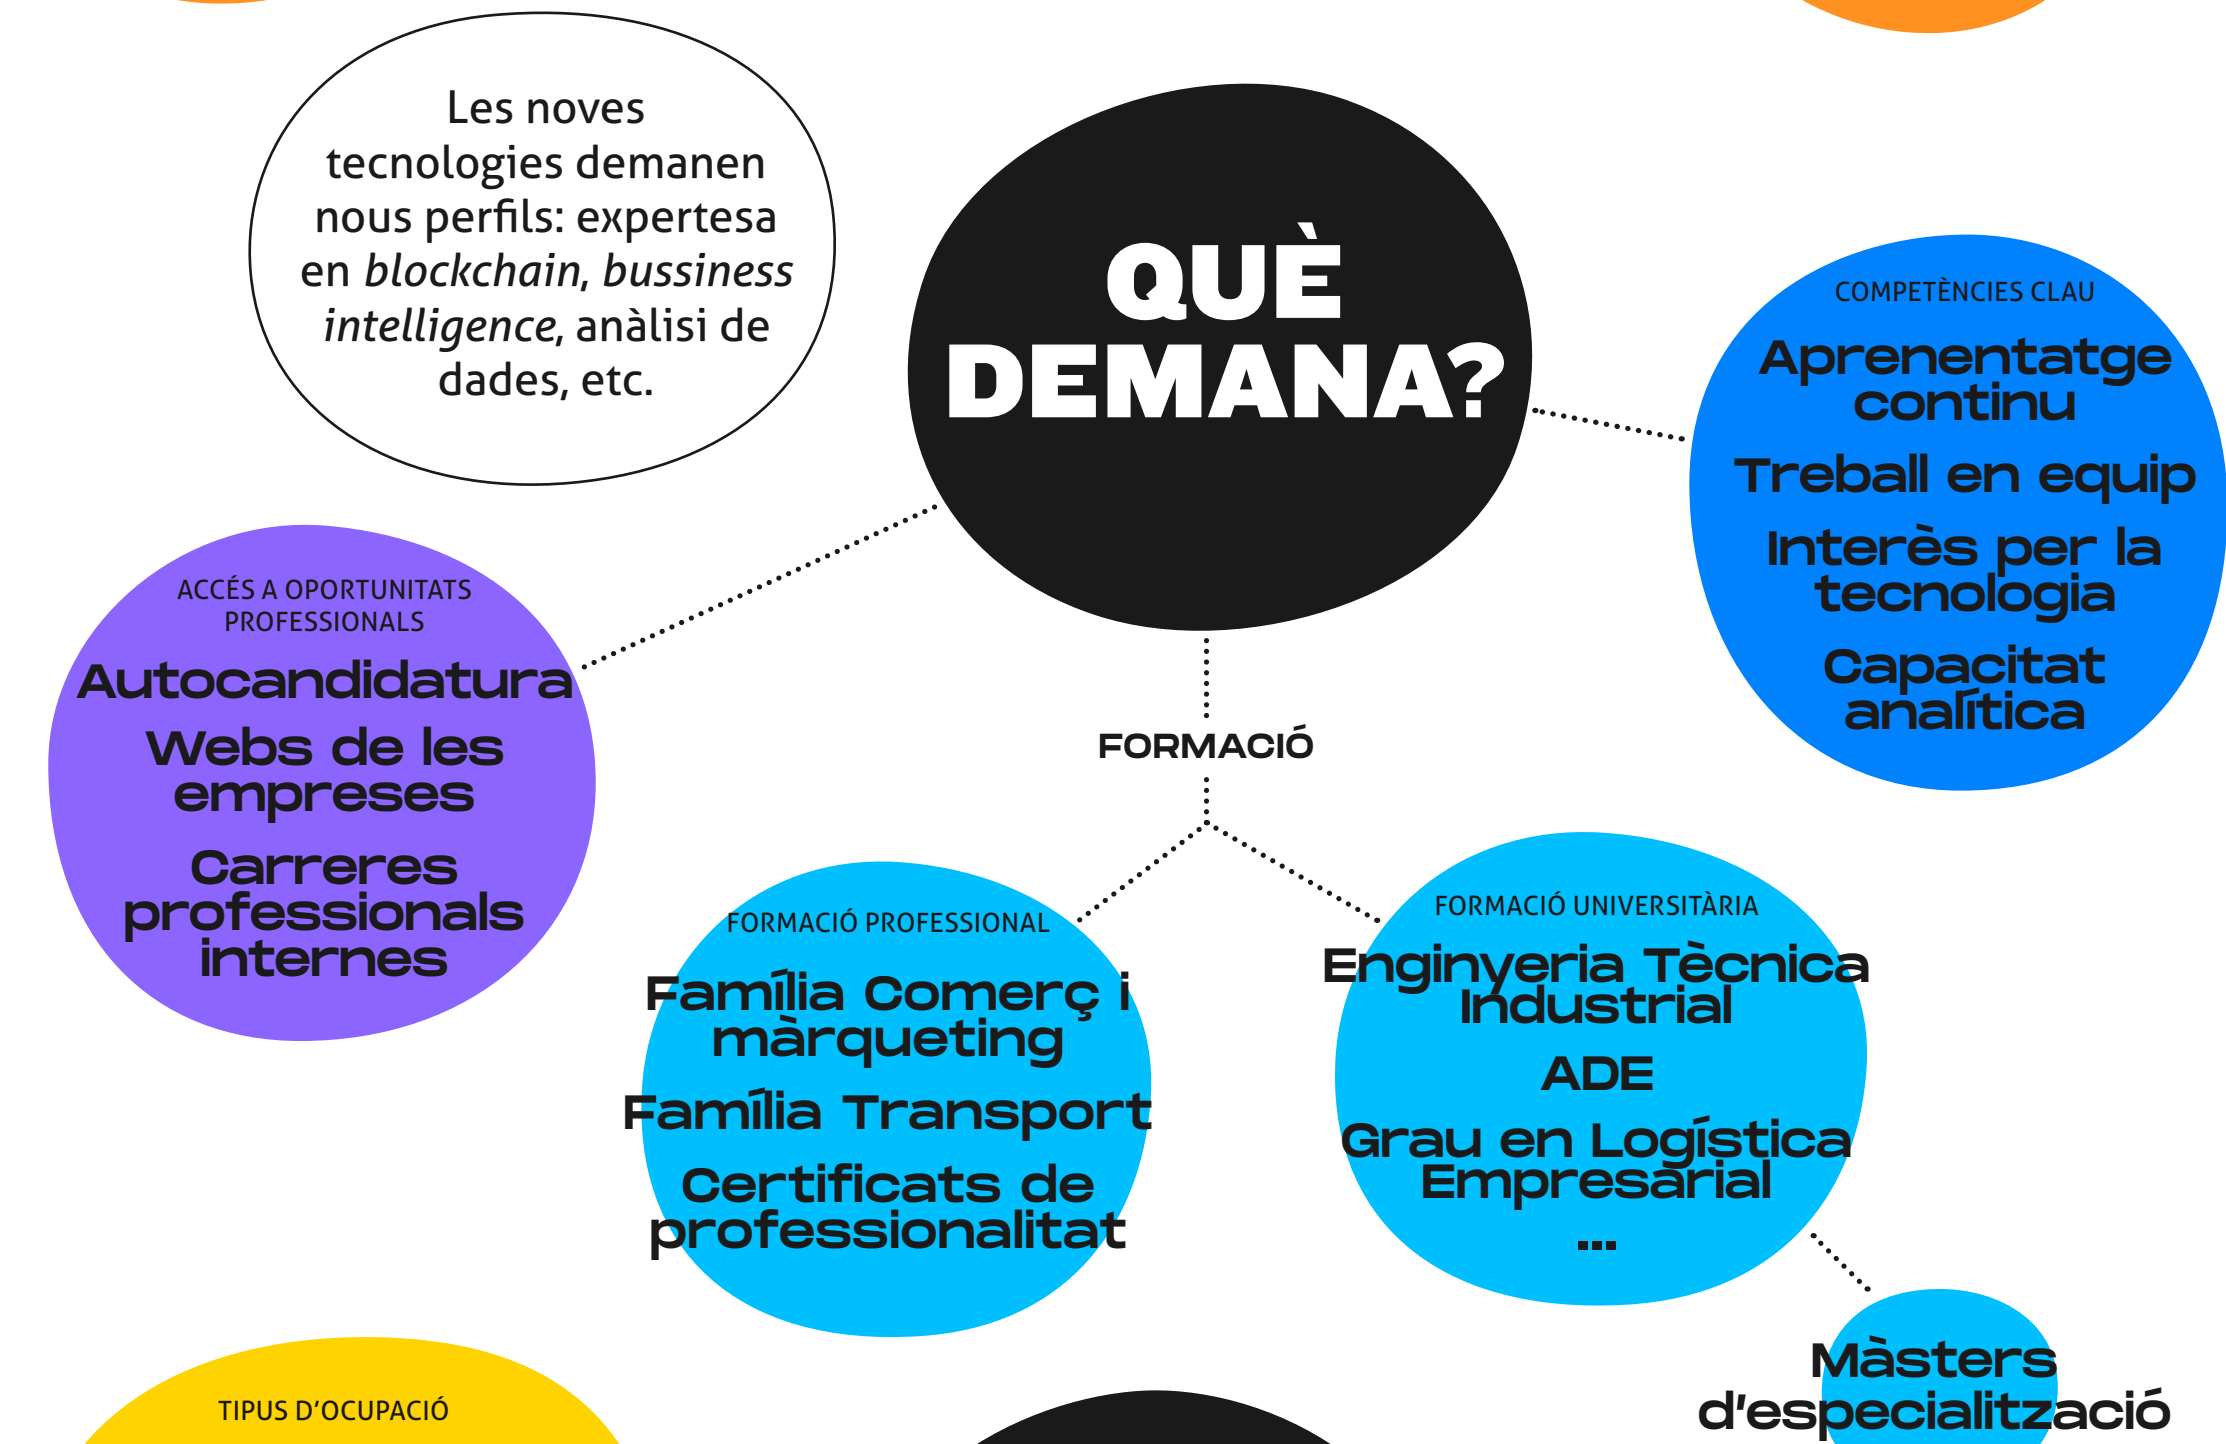 Les noves
tecnologies demanen
nous perfils: expertesa
en blockchain, bussiness
intelligence, anàlisi de
dades, etc.
QUÈ
DEMANA?
COMPETÈNCIES CLAU
Aprenentatge
continu
Treball en equip
Interès per la
tecnologia
Capacitat
analítica
ACCÉS A OPORTUNITATS
PROFESSIONALS
Autocandidatura
Webs de les
empreses
Carreres
professionals
internes
FORMACIÓ
FORMACIÓ PROFESSIONAL
Família Comerç i
màrqueting
Família Transport
Certificats de
professionalitat
FORMACIÓ UNIVERSITÀRIA
Enginyeria Tècnica
Industrial
ADE
Grau en Logística
Empresarial
...
Màsters
d'especialització
TIPUS D'OCUPACIÓ